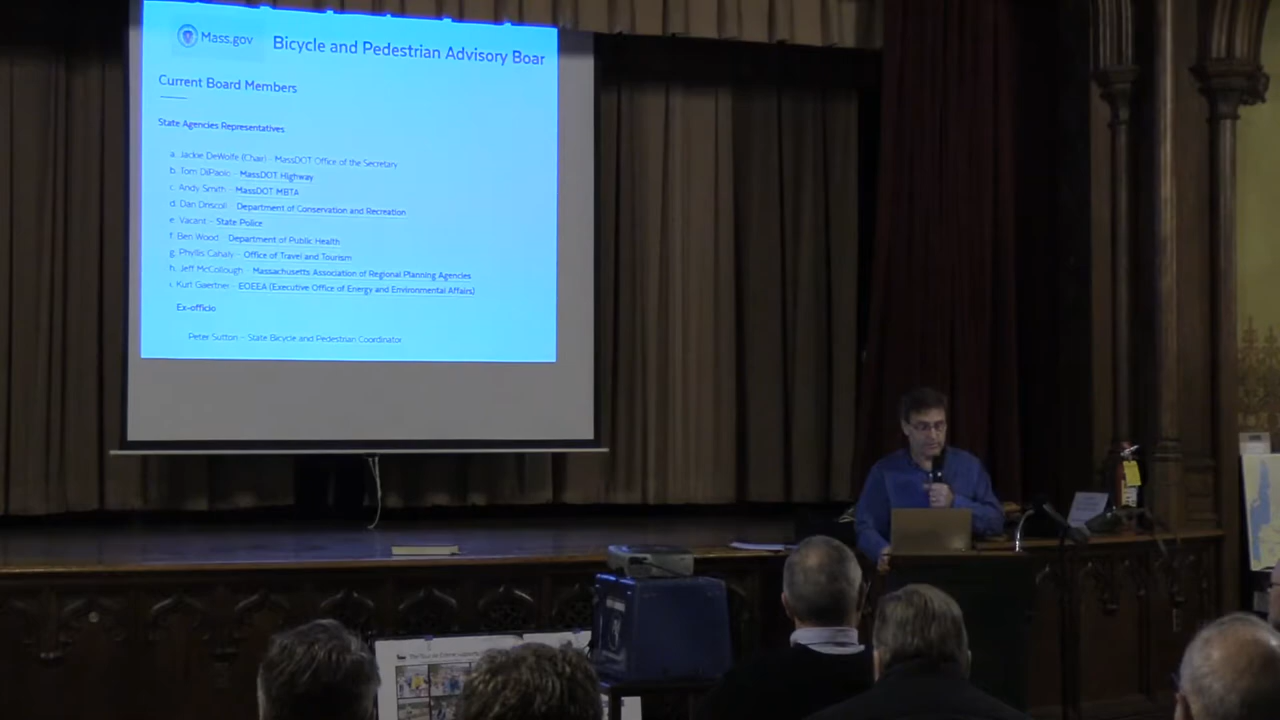 Mass.gov
Bicycle and Pedestrian Advisory Boar
Current Board Members
State Agencies Representatives
a. Jackie DeWolfe (Chair) - MassDOT Office of the Secretary
b. Tom DiPaolo - MassDOT Highway
c. Andy Smith - MassDOT MBTA
d. Dan Driscoll - Department of Conservation and Recreation
e. Vacant - State Police
f. Ben Wood - Department of Public Health
g. Phyllis Cahaly - Office of Travel and Tourism
h. Jeff McCollough - Massachusetts Association of Regional Planning Agencies
i. Kurt Gaertner - EOEEA (Executive Office of Energy and Environmental Affairs)
Ex-officio
Peter Sutton - State Bicycle and Pedestrian Coordinator